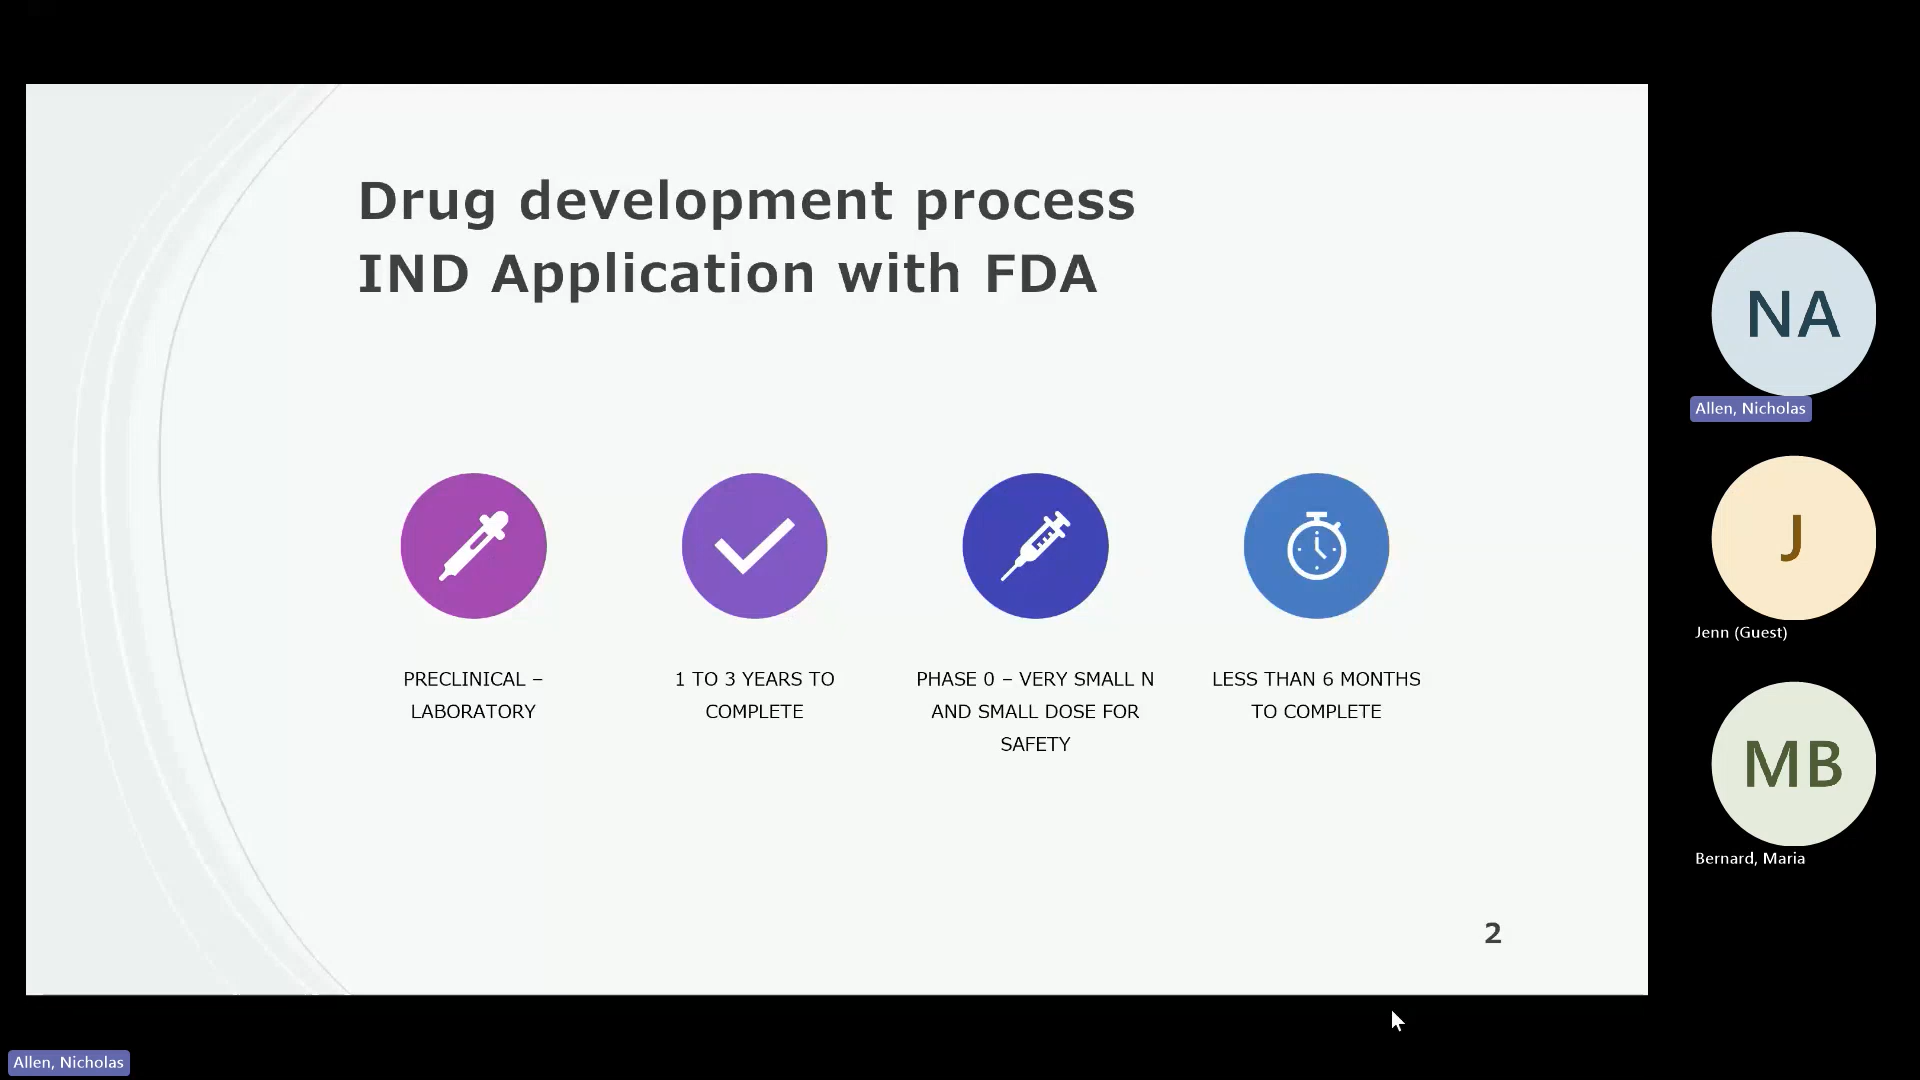 Drug development process
IND Application with FDA
PRECLINICAL –
LABORATORY
1 TO 3 YEARS TO
COMPLETE
PHASE 0 – VERY SMALL N
AND SMALL DOSE FOR
SAFETY
LESS THAN 6 MONTHS
TO COMPLETE
2
NA
Allen, Nicholas
J
Jenn (Guest)
MB
Bernard, Maria
Allen, Nicholas